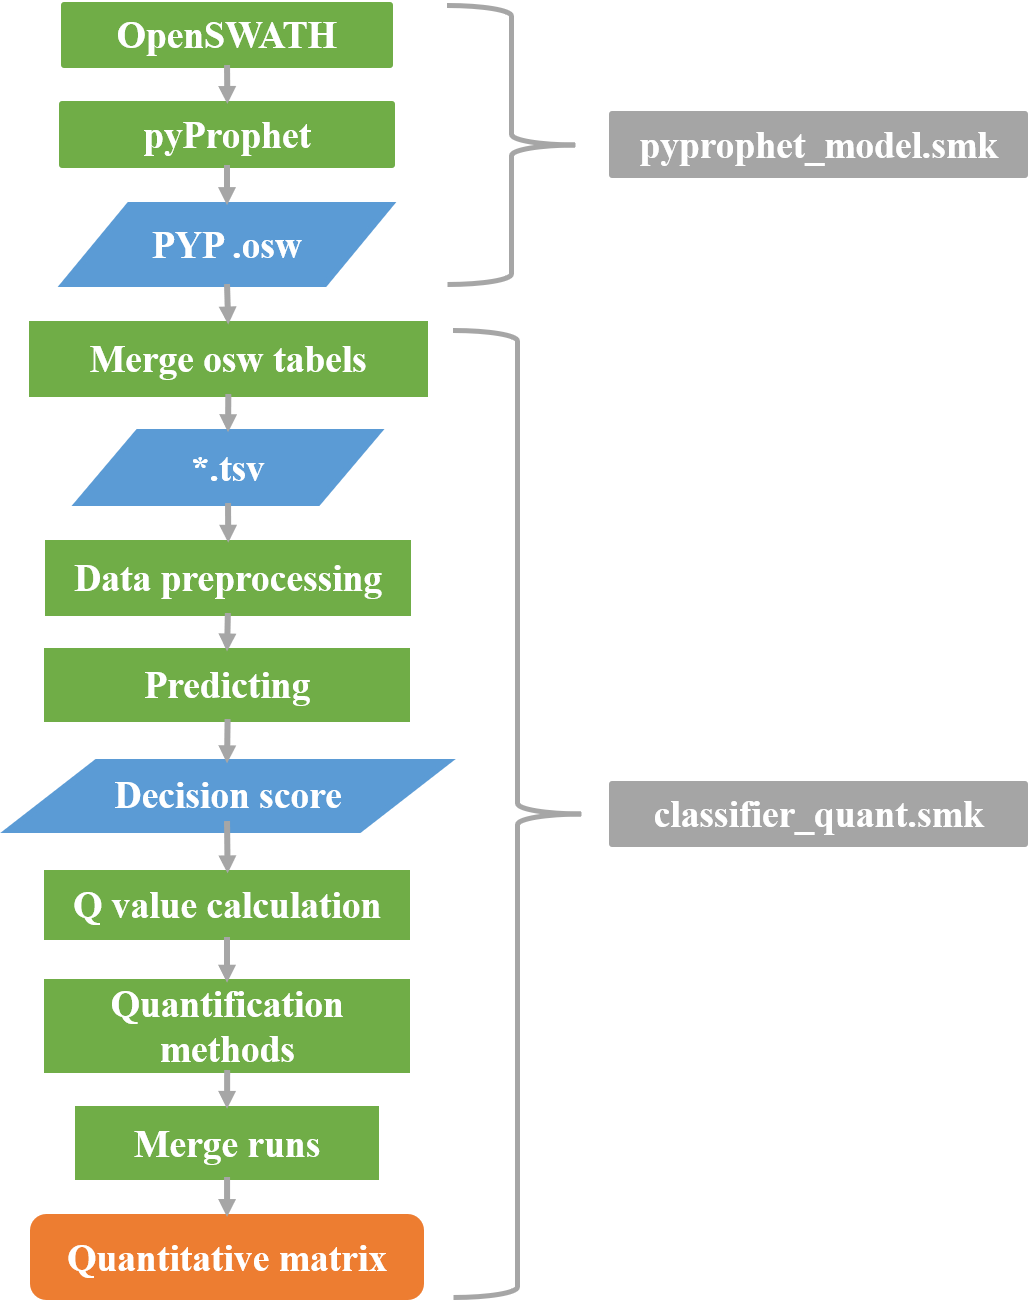 OpenSWATH
pyProphet
pyprophet_model.smk
PYP .osw
Merge osw tabels
*.tsv
Data preprocessing
Predicting
Decision score
classifier_quant.smk
Q value calculation
Quantification
methods
Merge runs
Quantitative matrix